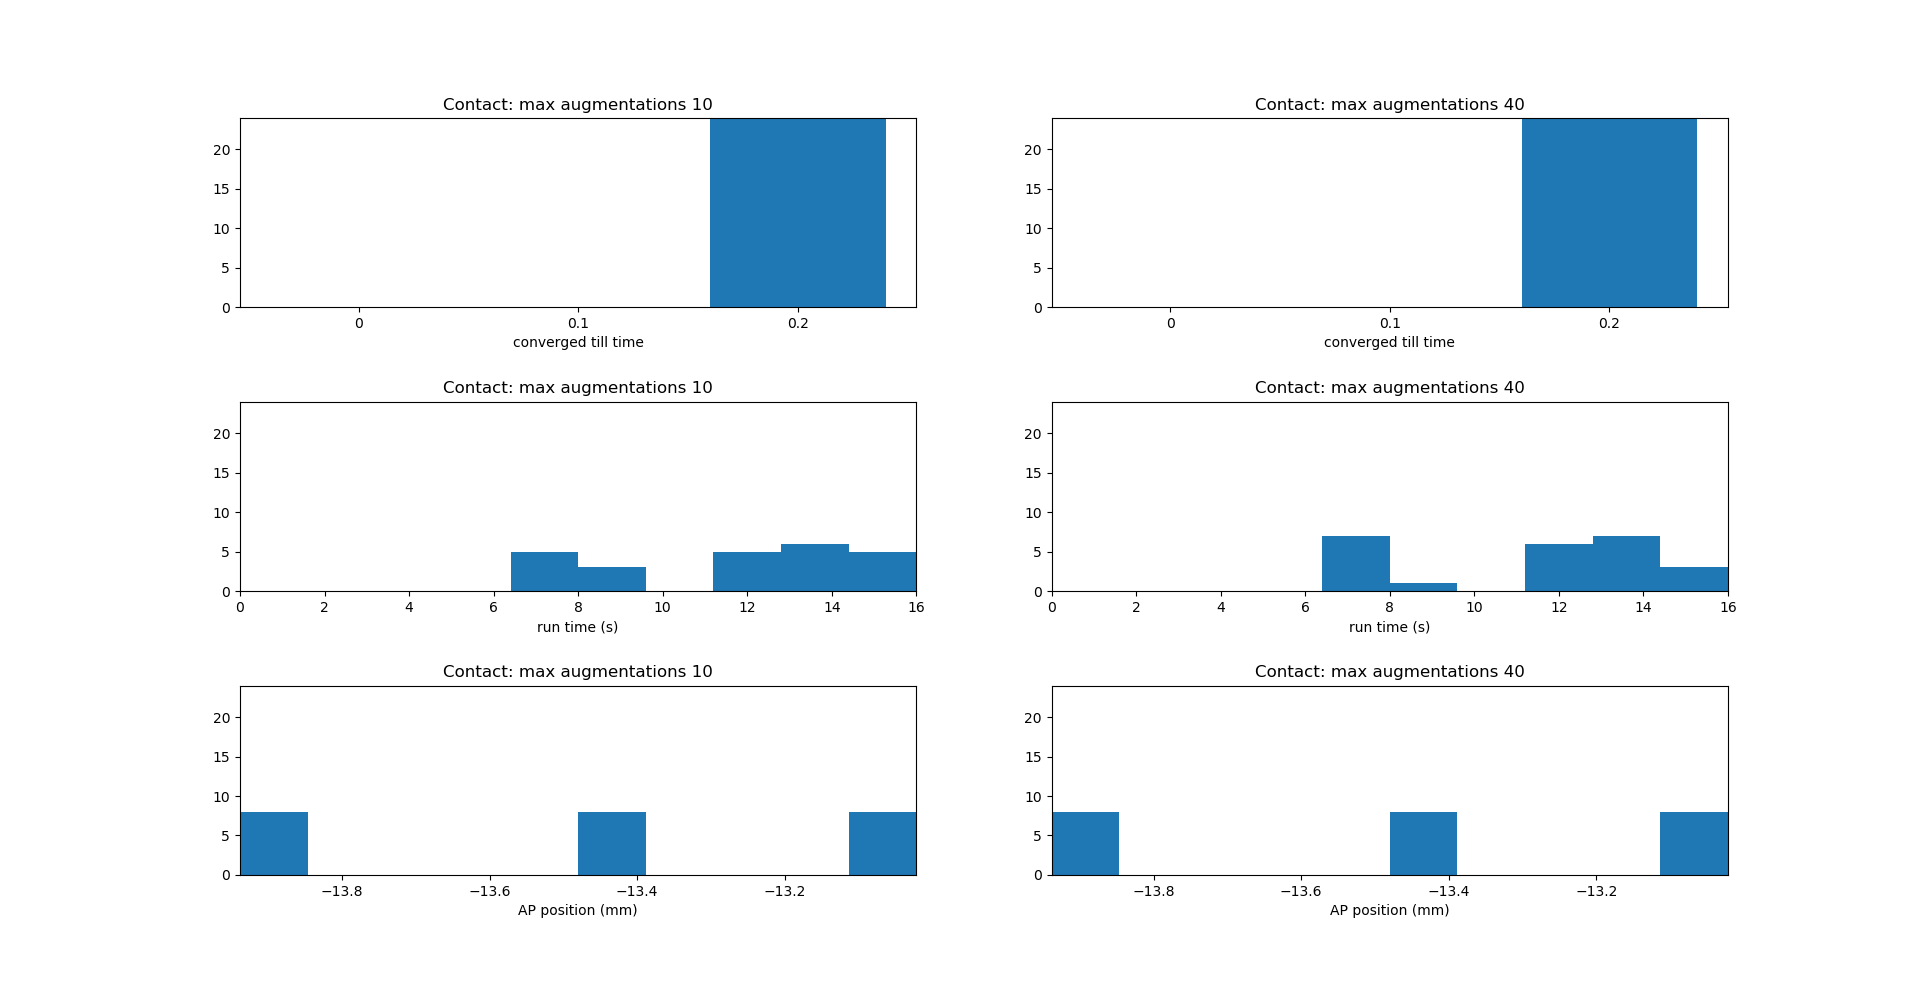 Contact: max augmentations 10
20
15
10
5
0
0 0.1 0.2
converged till time
Contact: max augmentations 40
20
15
10
5
0
0 0.1 0.2
converged till time
Contact: max augmentations 10
20
15
10
5
0
0 2 4 6 8 10 12 14 16
run time (s)
Contact: max augmentations 40
20
15
10
5
0
0 2 4 6 8 10 12 14 16
run time (s)
Contact: max augmentations 10
20
15
10
5
0
−13.8 −13.6 −13.4 −13.2
AP position (mm)
Contact: max augmentations 40
20
15
10
5
0
−13.8 −13.6 −13.4 −13.2
AP position (mm)